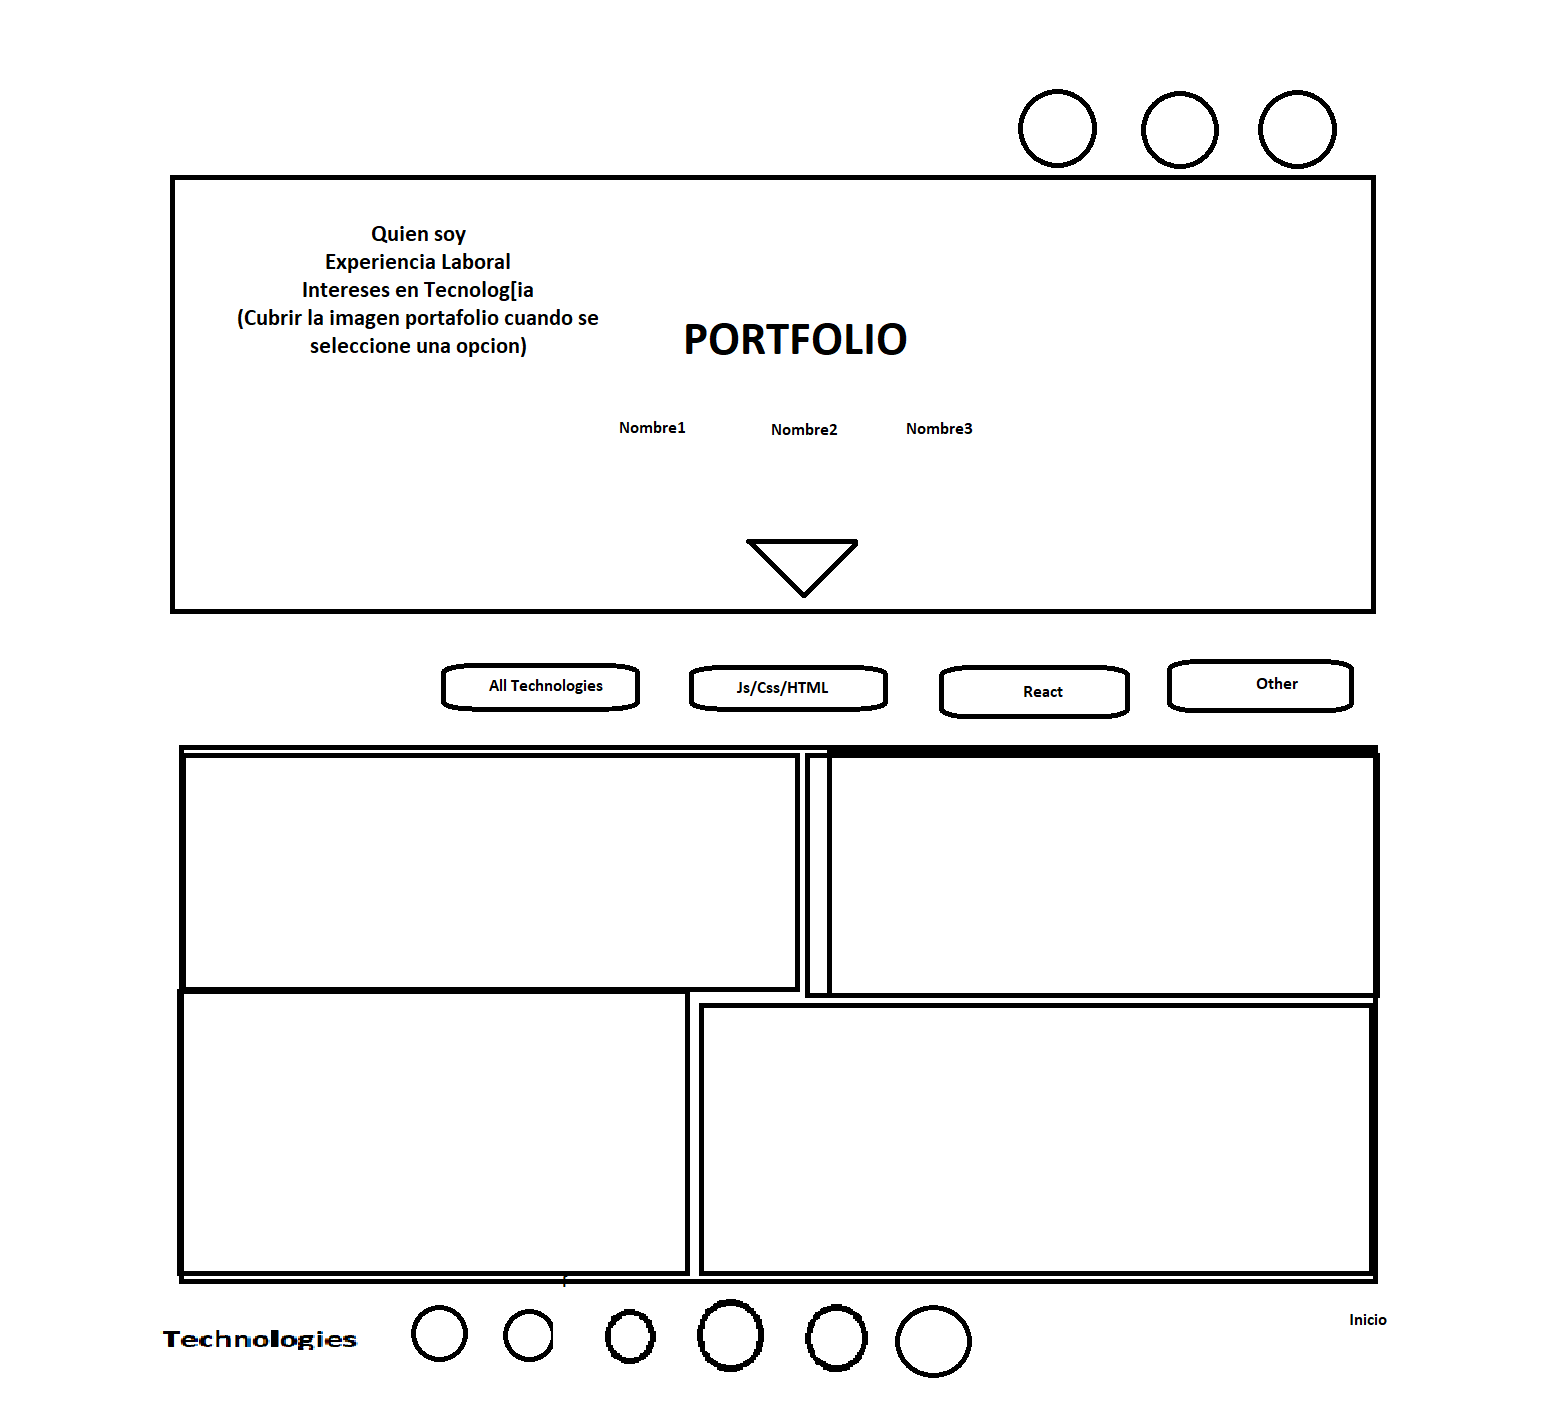 Quien soy
Experiencia Laboral
Intereses en Tecnolog[ia
(Cubrir la imagen portafolio cuando se
seleccione una opcion)
PORTFOLIO
Nombre1
Nombre2
Nombre3
All Technologies
Js/Css/HTML
React
Other
Technologies
Inicio